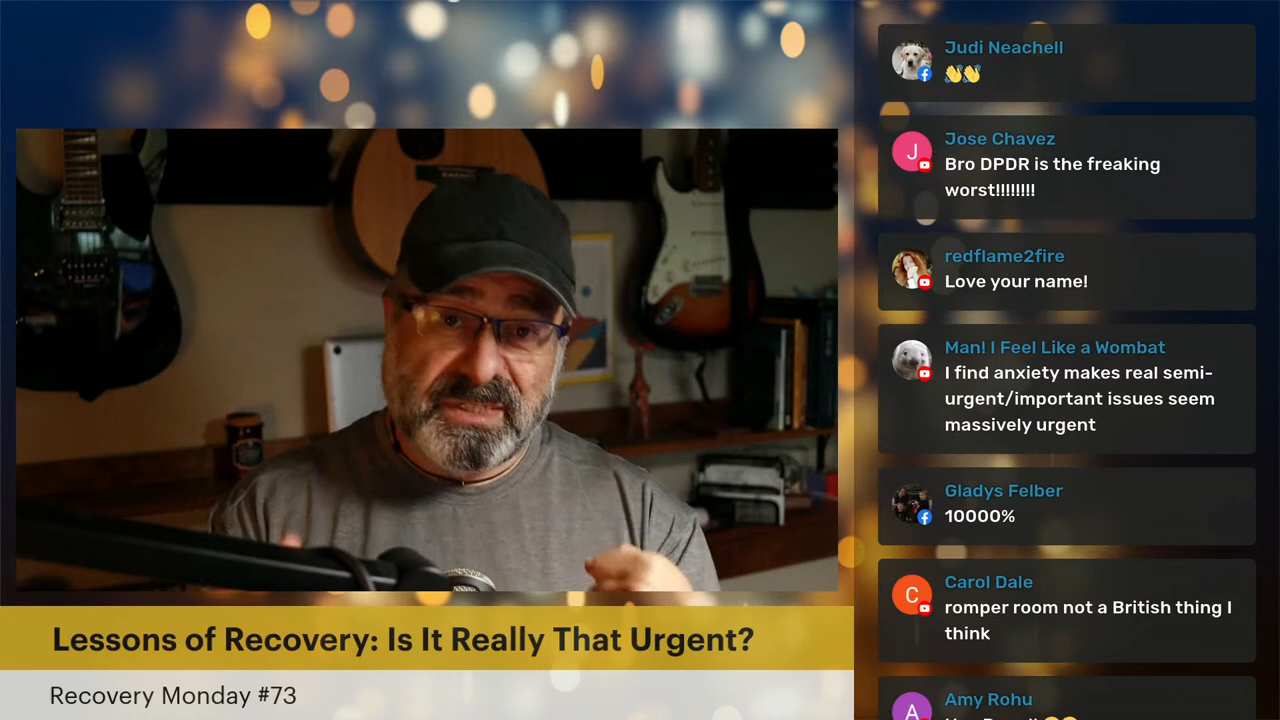 Judi Neachell
👋👋
J
Jose Chavez
Bro DPDR is the freaking
worst!!!!!!!!
redflame2fire
Love your name!
Man! I Feel Like a Wombat
I find anxiety makes real semi-
urgent/important issues seem
massively urgent
Gladys Felber
10000%
C
Carol Dale
romper room not a British thing I
think
A
Amy Rohu
Lessons of Recovery: Is It Really That Urgent?
Recovery Monday #73